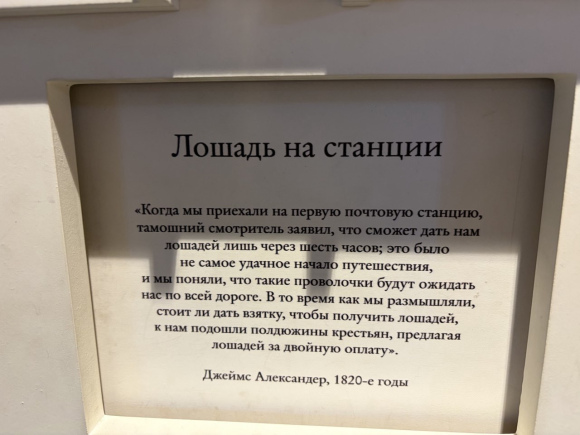 Лошадь на станции
«Когда мы приехали на первую почтовую станцию,
тамошний смотритель заявил, что сможет дать нам
лошадей лишь через шесть часов; это было
не самое удачное начало путешествия,
и мы поняли, что такие проволочки будут ожидать
нас по всей дороге. В то время как мы размышляли,
стоит ли дать взятку, чтобы получить лошадей,
к нам подошли полдюжины крестьян, предлагая
лошадей за двойную оплату».
Джеймс Александер, 1820-е годы